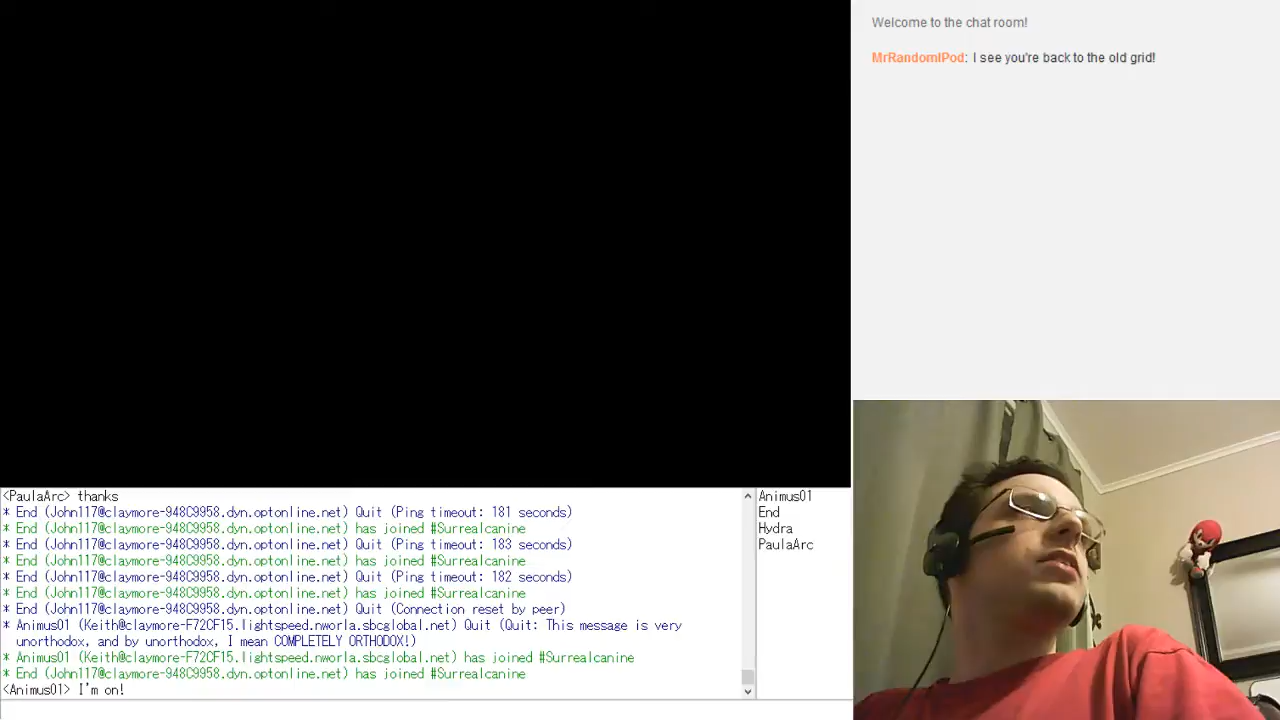 Welcome to the chat room!
MrRandomIPod: I see you're back to the old grid!
<PaulaArc> thanks
* End (John117@claymore-948C9958.dyn.optonline.net) Quit (Ping timeout: 181 seconds)
* End (John117@claymore-948C9958.dyn.optonline.net) has joined #Surrealcanine
* End (John117@claymore-948C9958.dyn.optonline.net) Quit (Ping timeout: 183 seconds)
* End (John117@claymore-948C9958.dyn.optonline.net) has joined #Surrealcanine
* End (John117@claymore-948C9958.dyn.optonline.net) Quit (Ping timeout: 182 seconds)
* End (John117@claymore-948C9958.dyn.optonline.net) has joined #Surrealcanine
* End (John117@claymore-948C9958.dyn.optonline.net) Quit (Connection reset by peer)
* Animus01 (Keith@claymore-F72CF15.lightspeed.nworla.sbcglobal.net) Quit (Quit: This message is very
unorthodox, and by unorthodox, I mean COMPLETELY ORTHODOX!)
* Animus01 (Keith@claymore-F72CF15.lightspeed.nworla.sbcglobal.net) has joined #Surrealcanine
* End (John117@claymore-948C9958.dyn.optonline.net) has joined #Surrealcanine
<Animus01> I'm on!
Animus01
End
Hydra
PaulaArc